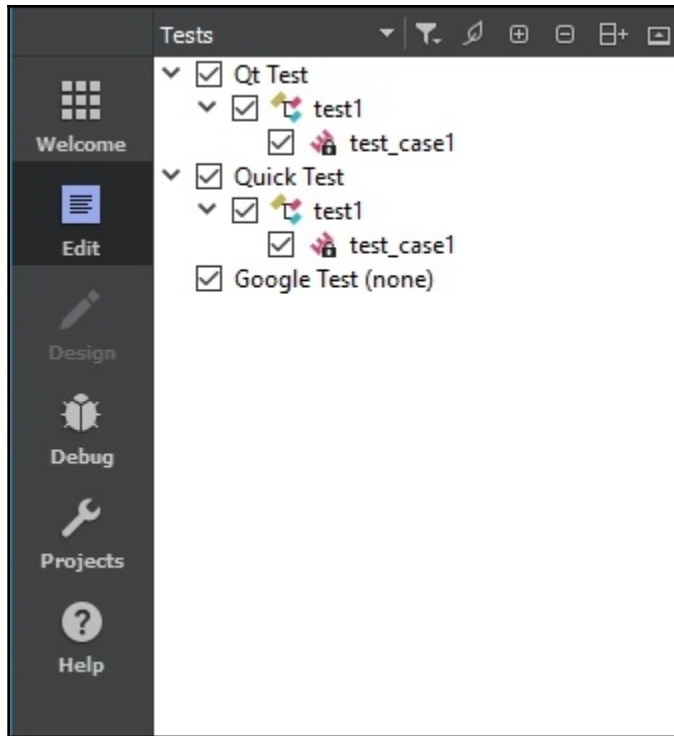 Tests
Qt Test
test1
test_case1
Quick Test
test1
test_case1
Google Test (none)
Welcome
Edit
Design
Debug
Projects
Help